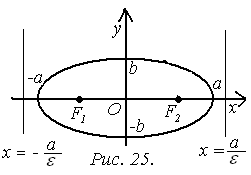 y
-a b a
F₁ O F₂ x
-b
x = - a/ε Рис. 25. x = a/ε